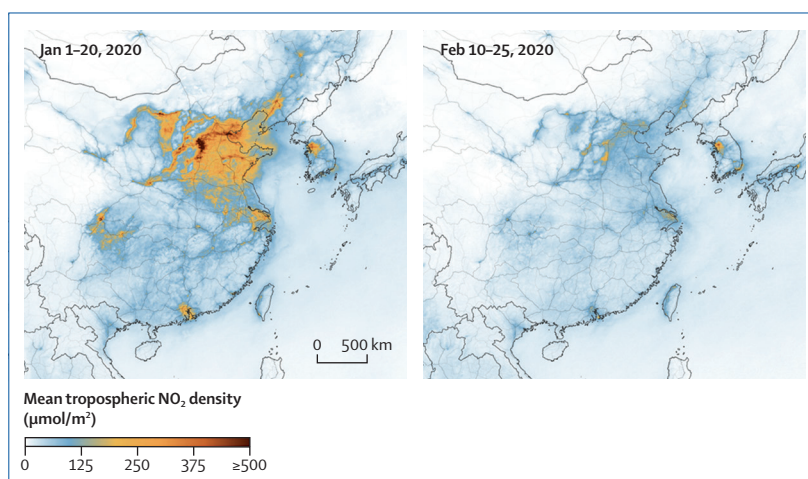 Jan 1–20, 2020
Feb 10–25, 2020
0 500 km
Mean tropospheric NO₂ density
(µmol/m²)
0 125 250 375 ≥500